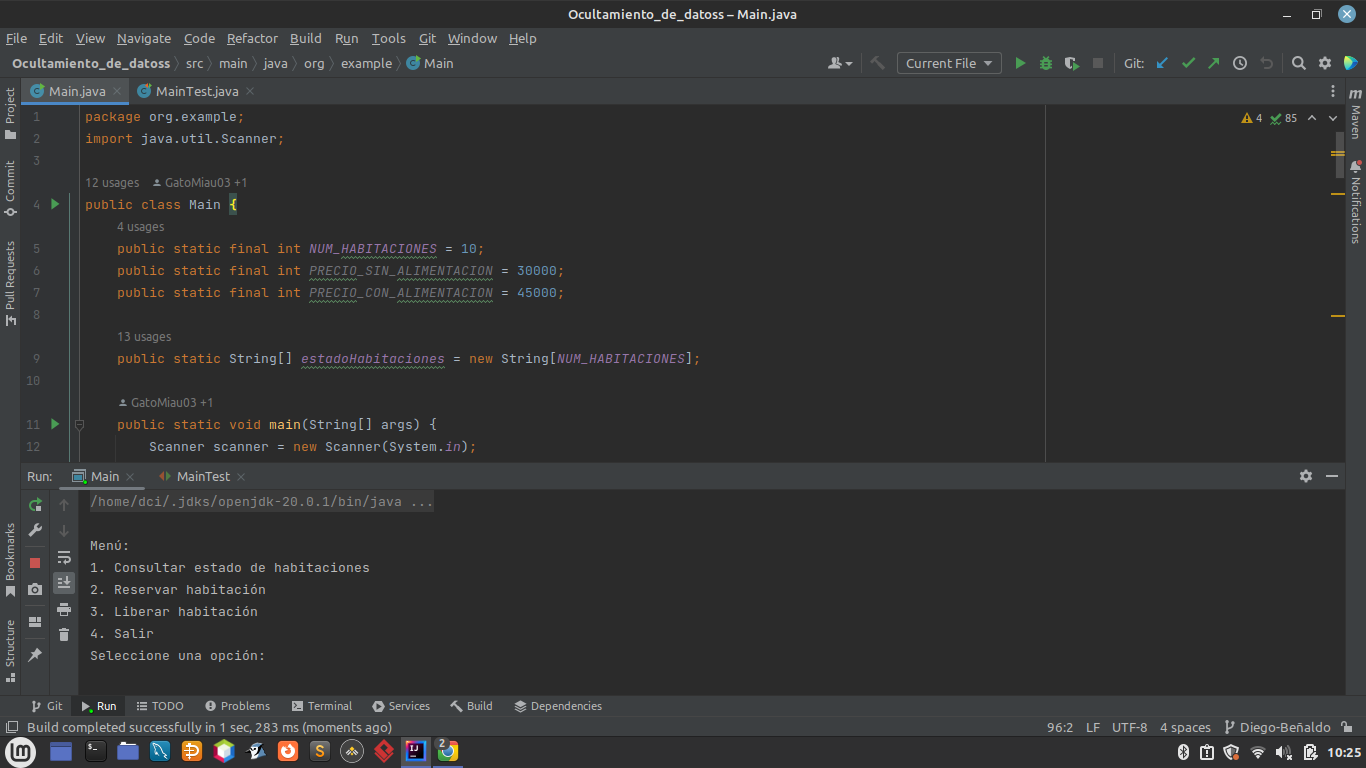 Ocultamiento_de_datoss – Main.java
File Edit View Navigate Code Refactor Build Run Tools Git Window Help
Ocultamiento_de_datoss src main java org example Main
Current File
Git:
Main.java
MainTest.java
Project
Commit
Pull Requests
Bookmarks
Structure
Maven
Notifications
4 85
1 package org.example;
2 import java.util.Scanner;
3
12 usages GatoMiau03 +1
4 public class Main {
4 usages
5 public static final int NUM_HABITACIONES = 10;
6 public static final int PRECIO_SIN_ALIMENTACION = 30000;
7 public static final int PRECIO_CON_ALIMENTACION = 45000;
8
13 usages
9 public static String[] estadoHabitaciones = new String[NUM_HABITACIONES];
10
GatoMiau03 +1
11 public static void main(String[] args) {
12 Scanner scanner = new Scanner(System.in);
Run: Main MainTest
/home/dci/.jdks/openjdk-20.0.1/bin/java ...
Menú:
1. Consultar estado de habitaciones
2. Reservar habitación
3. Liberar habitación
4. Salir
Seleccione una opción:
Git Run TODO Problems Terminal Services Build Dependencies
Build completed successfully in 1 sec, 283 ms (moments ago)
96:2 LF UTF-8 4 spaces Diego-Beñaldo
2
10:25